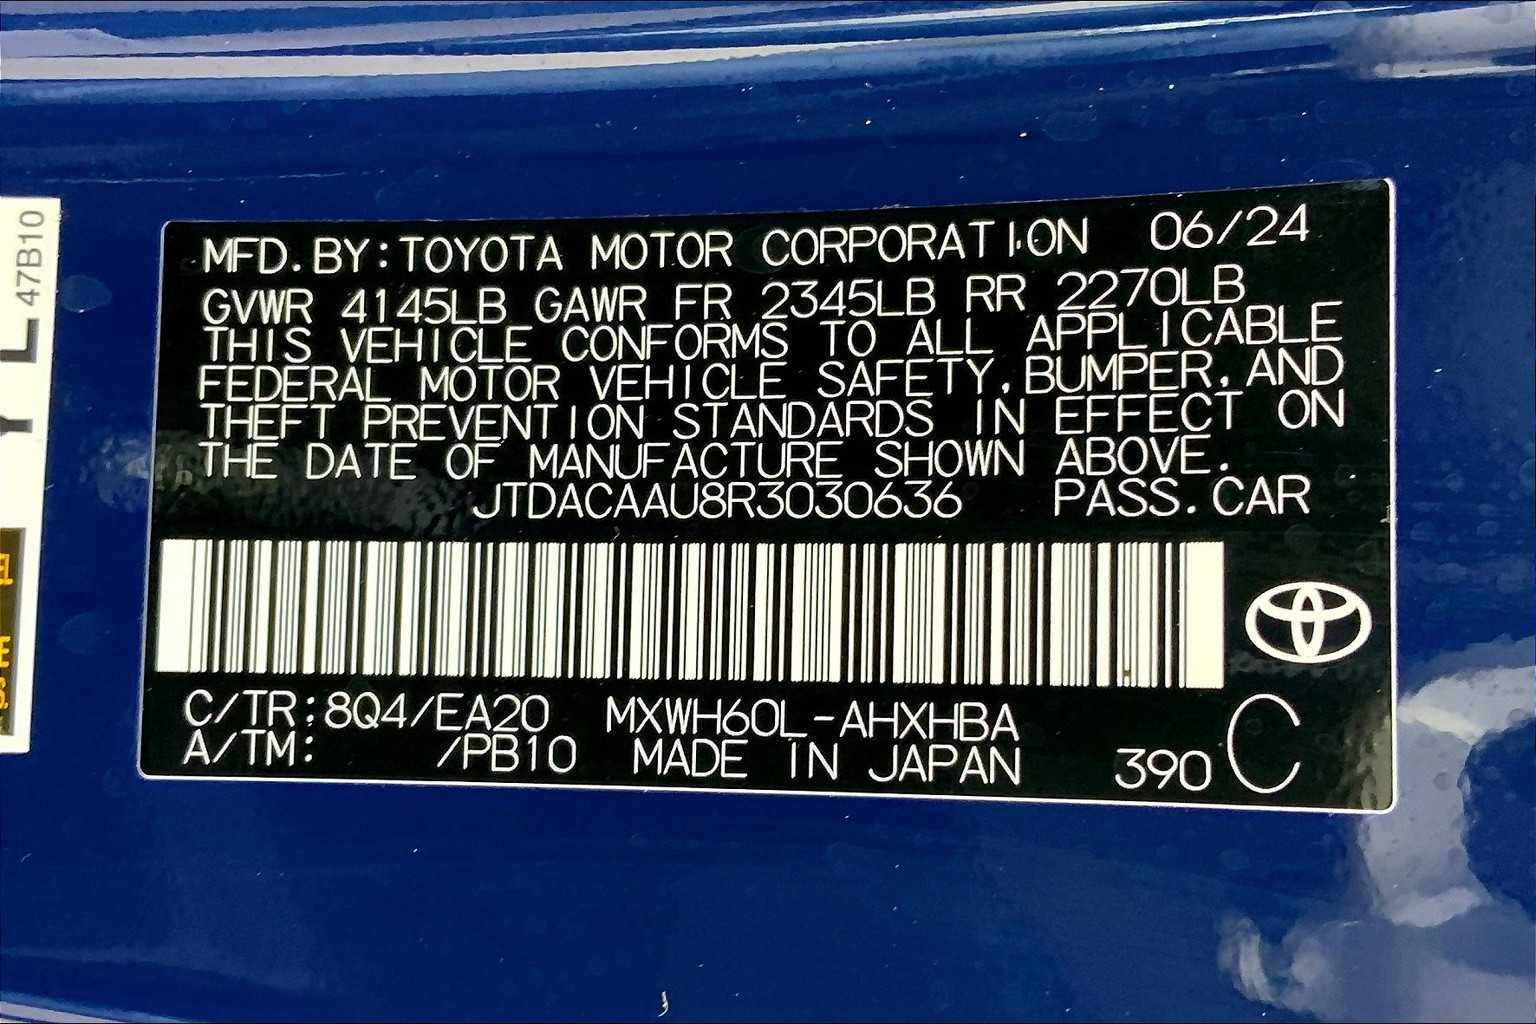 MFD. BY: TOYOTA MOTOR CORPORATION 06/24
GVWR 4145LB GAWR FR 2345LB RR 2270LB
THIS VEHICLE CONFORMS TO ALL APPLICABLE
FEDERAL MOTOR VEHICLE SAFETY, BUMPER, AND
THEFT PREVENTION STANDARDS IN EFFECT ON
THE DATE OF MANUFACTURE SHOWN ABOVE.
JTDACAAU8R3030636 PASS. CAR
C/TR: 8Q4/EA20 MXWH60L-AHXHBA
A/TM: /PB10 MADE IN JAPAN 390 C
47B10